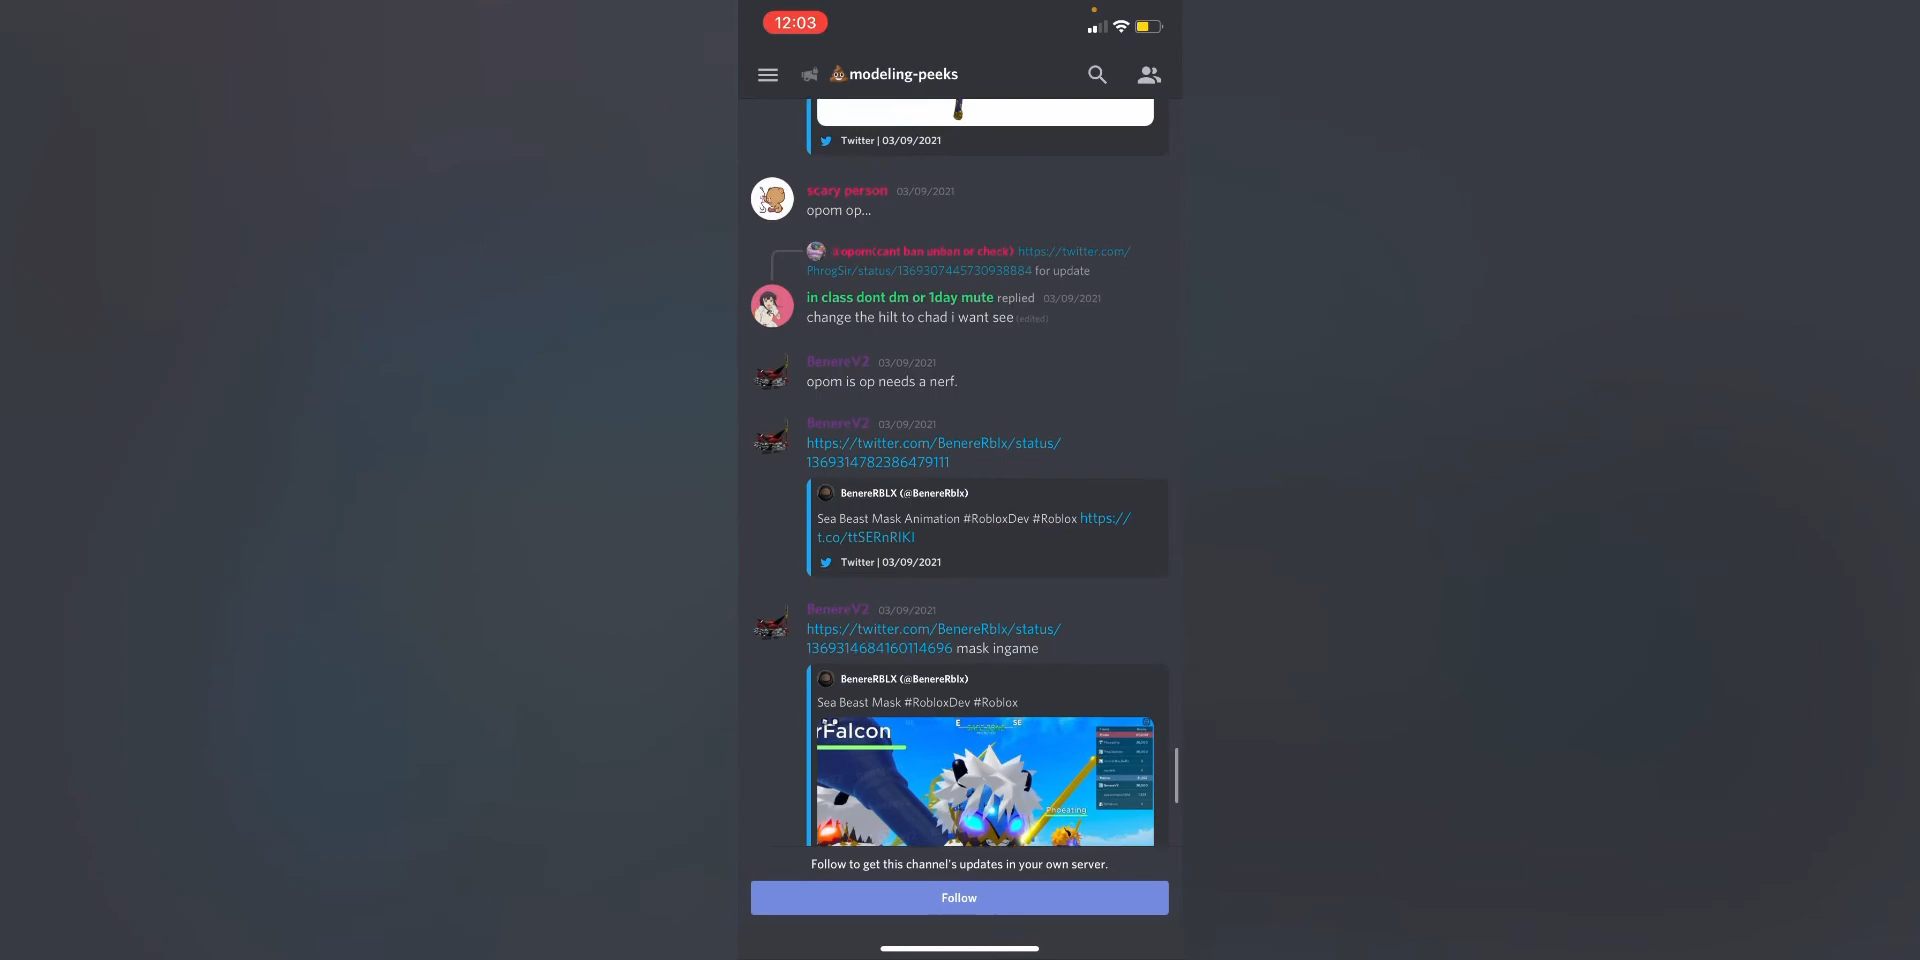 12:03
💩modeling-peeks
Twitter | 03/09/2021
scary person 03/09/2021
opom op...
a opom(cant ban unban or check) https://twitter.com/
PhrogSir/status/1369307445730938884 for update
in class dont dm or 1day mute replied 03/09/2021
change the hilt to chad i want see (edited)
BenereV2 03/09/2021
opom is op needs a nerf.
BenereV2 03/09/2021
https://twitter.com/BenereRblx/status/
1369314782386479111
BenereRBLX (@BenereRblx)
Sea Beast Mask Animation #RobloxDev #Roblox https://
t.co/ttSERnRlKI
Twitter | 03/09/2021
BenereV2 03/09/2021
https://twitter.com/BenereRblx/status/
1369314684160114696 mask ingame
BenereRBLX (@BenereRblx)
Sea Beast Mask #RobloxDev #Roblox
E SE
rFalcon
Phoeating
Follow to get this channel's updates in your own server.
Follow